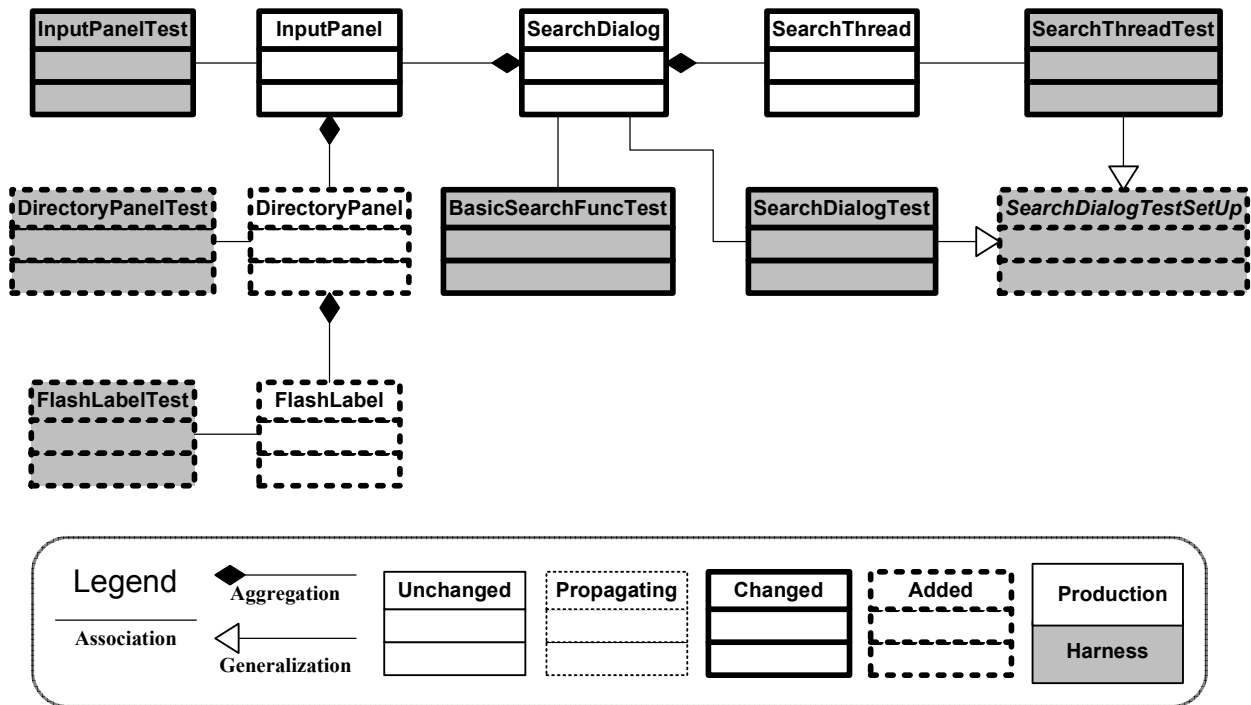 InputPanelTest
InputPanel
SearchDialog
SearchThread
SearchThreadTest
DirectoryPanelTest
DirectoryPanel
BasicSearchFuncTest
SearchDialogTest
SearchDialogTestSetUp
FlashLabelTest
FlashLabel
Legend
Association
Aggregation
Generalization
Unchanged
Propagating
Changed
Added
Production
Harness